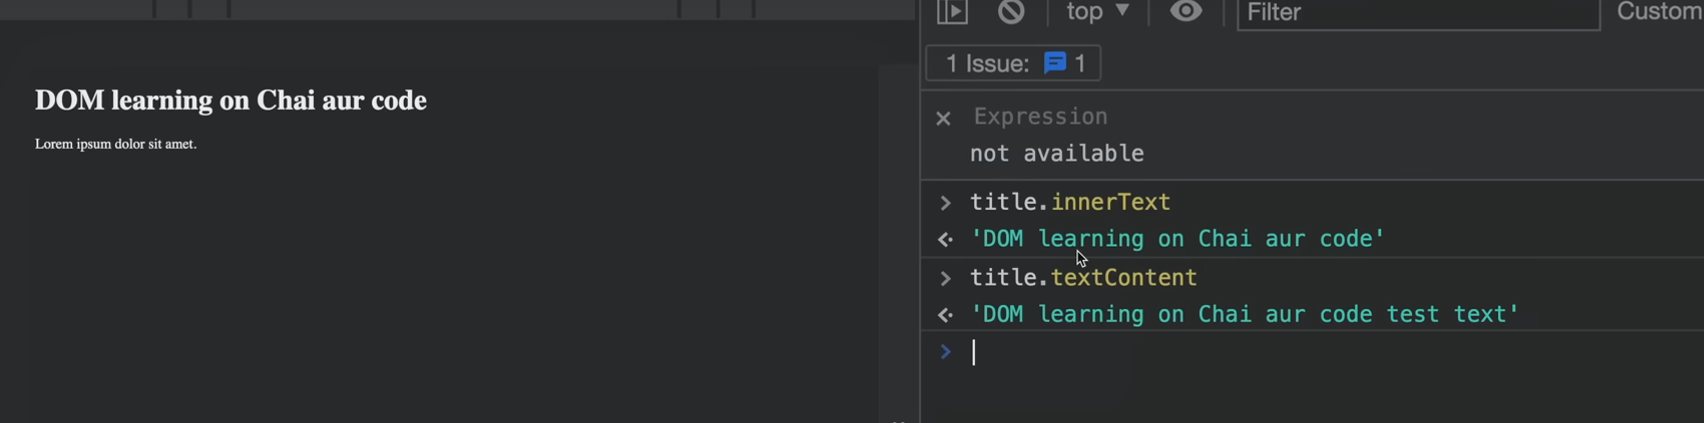 DOM learning on Chai aur code
Lorem ipsum dolor sit amet.
top ▼ Filter Custom
1 Issue: 1
× Expression
not available
> title.innerText
<· 'DOM learning on Chai aur code'
> title.textContent
<· 'DOM learning on Chai aur code test text'
>